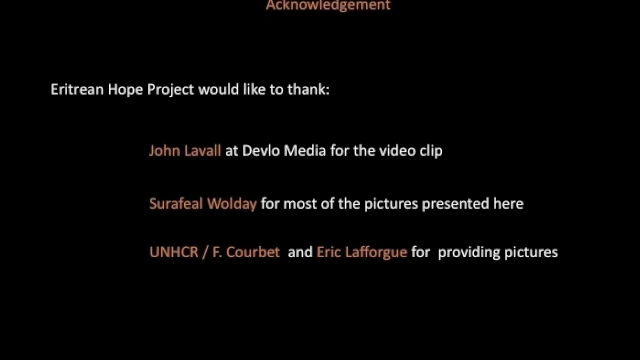 Acknowledgement
Eritrean Hope Project would like to thank:
John Lavall at Devlo Media for the video clip
Surafeal Wolday for most of the pictures presented here
UNHCR / F. Courbet and Eric Lafforgue for providing pictures